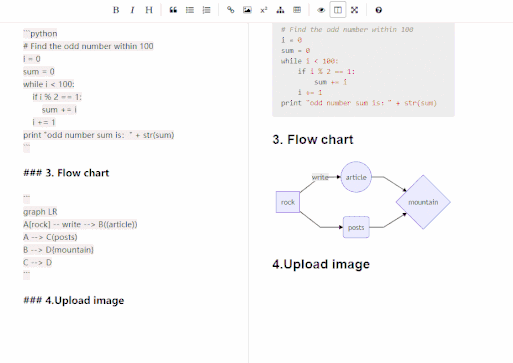 B I H
```python
# Find the odd number within 100
i = 0
sum = 0
while i < 100:
if i % 2 == 1:
sum += i
i += 1
print "odd number sum is: " + str(sum)
```
### 3. Flow chart
```
graph LR
A[rock] -- write --> B((article))
A --> C(posts)
B --> D{mountain}
C --> D
```
### 4.Upload image
# Find the odd number within 100
i = 0
sum = 0
while i < 100:
if i % 2 == 1:
sum += i
i += 1
print "odd number sum is: " + str(sum)
3. Flow chart
write
article
rock
mountain
posts
4.Upload image